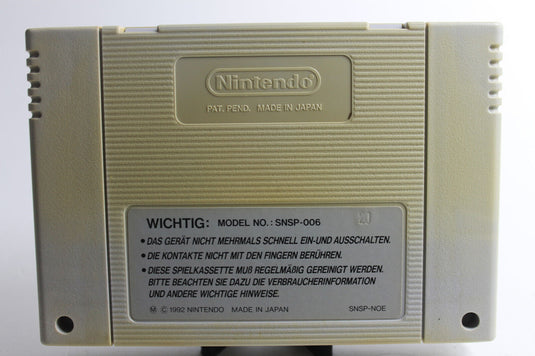 Nintendo
PAT. PEND. MADE IN JAPAN
WICHTIG: MODEL NO.: SNSP-006
• DAS GERÄT NICHT MEHRMALS SCHNELL EIN-UND AUSSCHALTEN.
• DIE KONTAKTE NICHT MIT DEN FINGERN BERÜHREN.
• DIESE SPIELKASSETTE MUß REGELMÄßIG GEREINIGT WERDEN.
BITTE BEACHTEN SIE DAZU DIE VERBRAUCHERINFORMATION
UND ANDERE WICHTIGE HINWEISE.
Ⓜ © 1992 NINTENDO MADE IN JAPAN SNSP-NOE